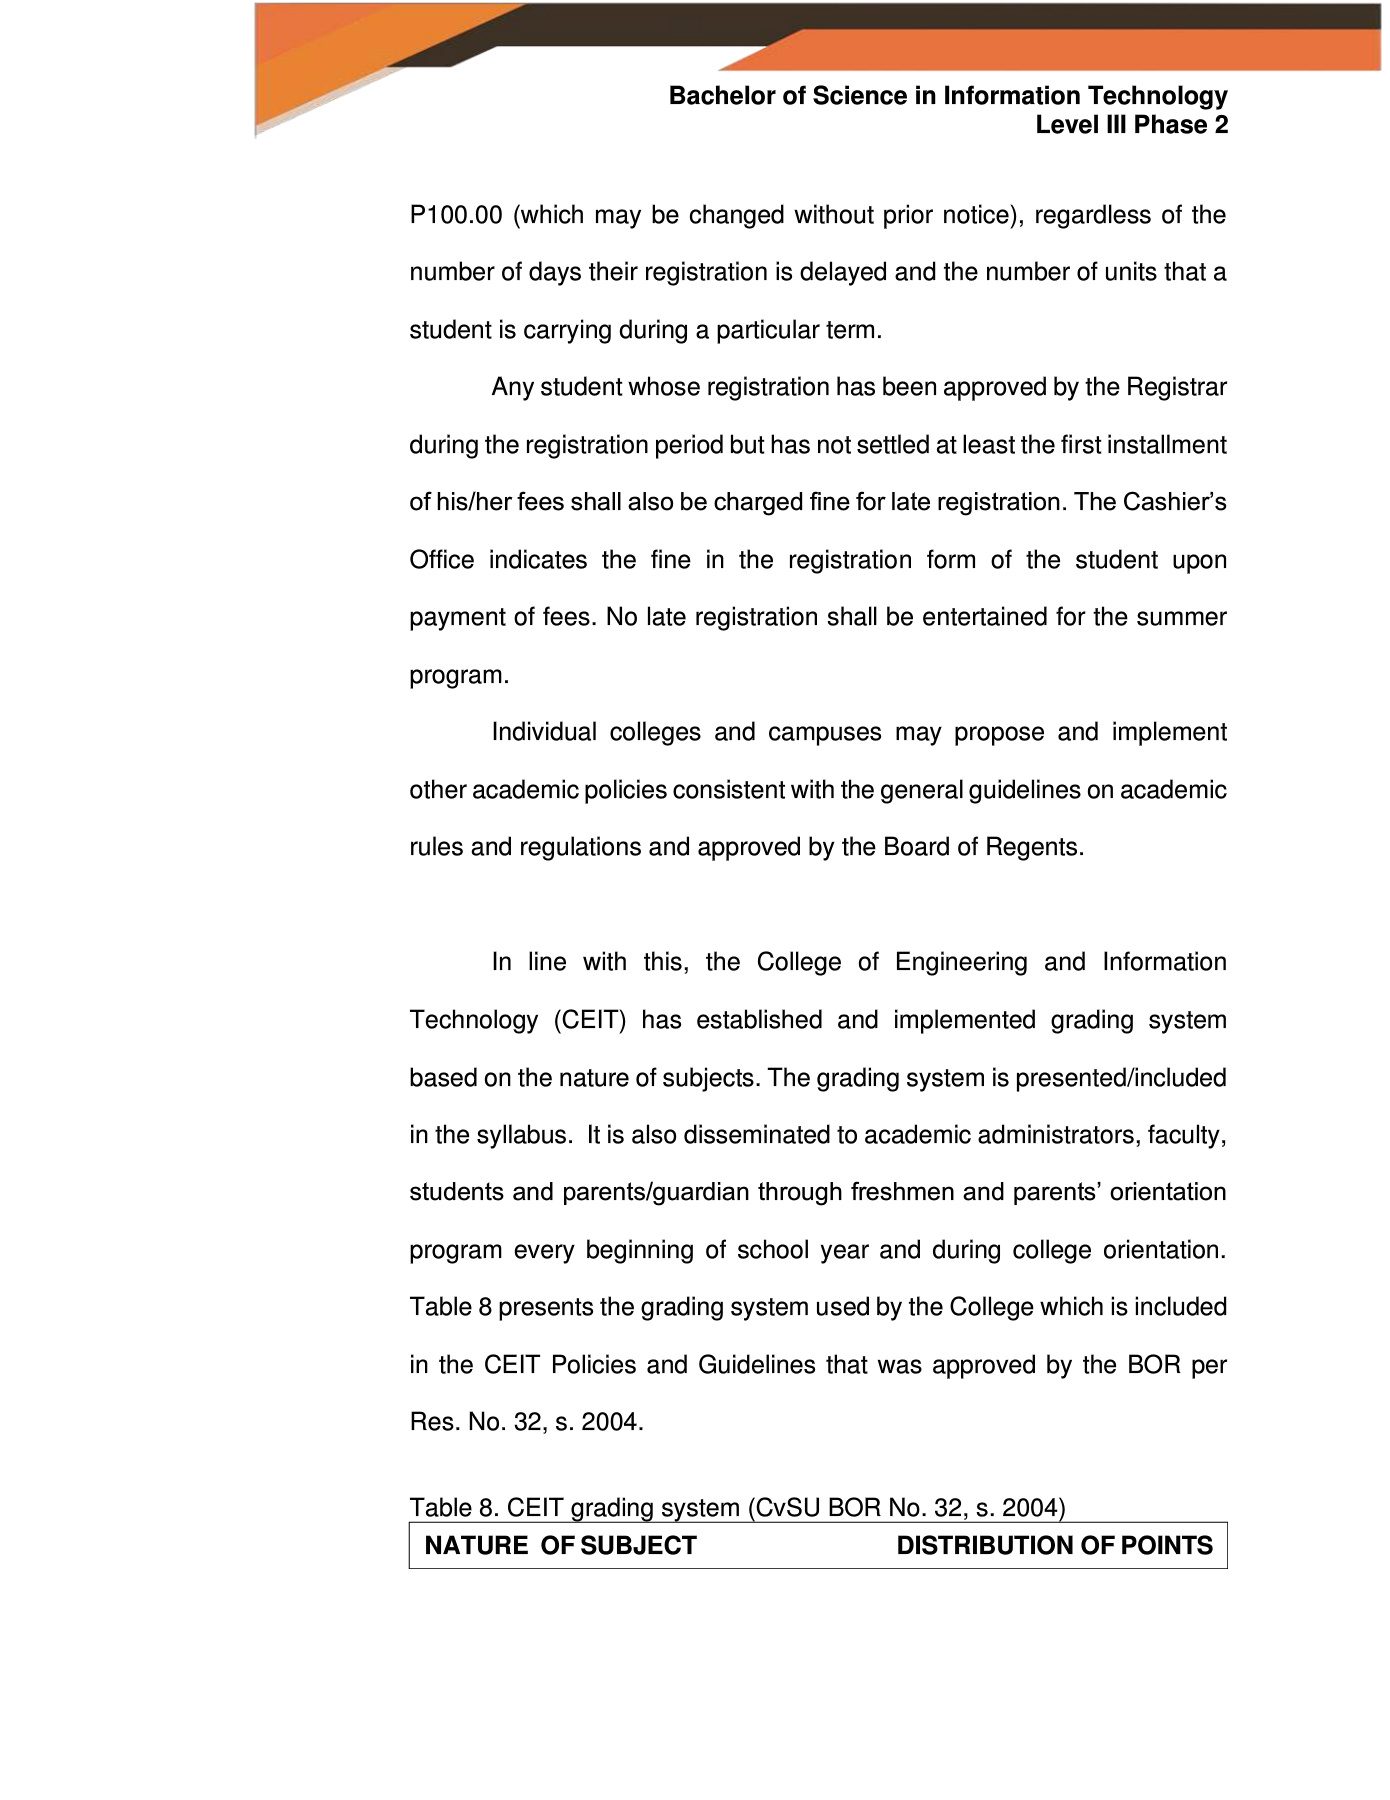 Bachelor of Science in Information Technology
Level III Phase 2
P100.00 (which may be changed without prior notice), regardless of the
number of days their registration is delayed and the number of units that a
student is carrying during a particular term.
Any student whose registration has been approved by the Registrar
during the registration period but has not settled at least the first installment
of his/her fees shall also be charged fine for late registration. The Cashier’s
Office indicates the fine in the registration form of the student upon
payment of fees. No late registration shall be entertained for the summer
program.
Individual colleges and campuses may propose and implement
other academic policies consistent with the general guidelines on academic
rules and regulations and approved by the Board of Regents.
In line with this, the College of Engineering and Information
Technology (CEIT) has established and implemented grading system
based on the nature of subjects. The grading system is presented/included
in the syllabus.  It is also disseminated to academic administrators, faculty,
students and parents/guardian through freshmen and parents’ orientation
program every beginning of school year and during college orientation.
Table 8 presents the grading system used by the College which is included
in the CEIT Policies and Guidelines that was approved by the BOR per
Res. No. 32, s. 2004.
Table 8. CEIT grading system (CvSU BOR No. 32, s. 2004)
NATURE  OF SUBJECT DISTRIBUTION OF POINTS